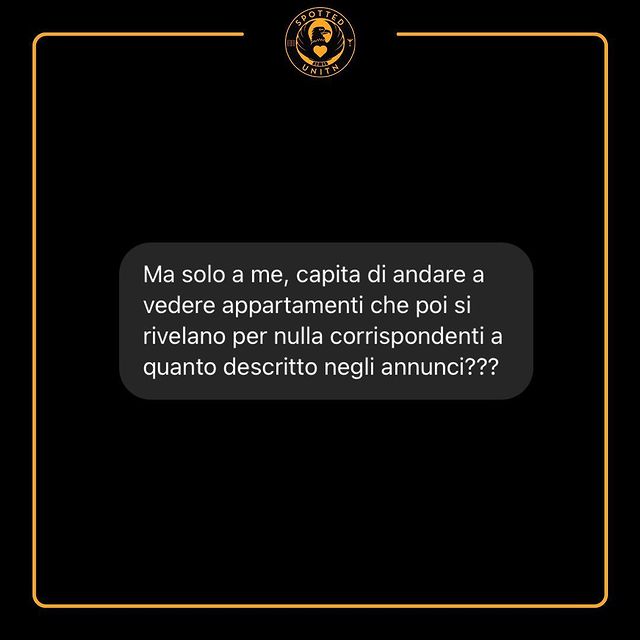 SPOTTED
UNITN
Ma solo a me, capita di andare a
vedere appartamenti che poi si
rivelano per nulla corrispondenti a
quanto descritto negli annunci???